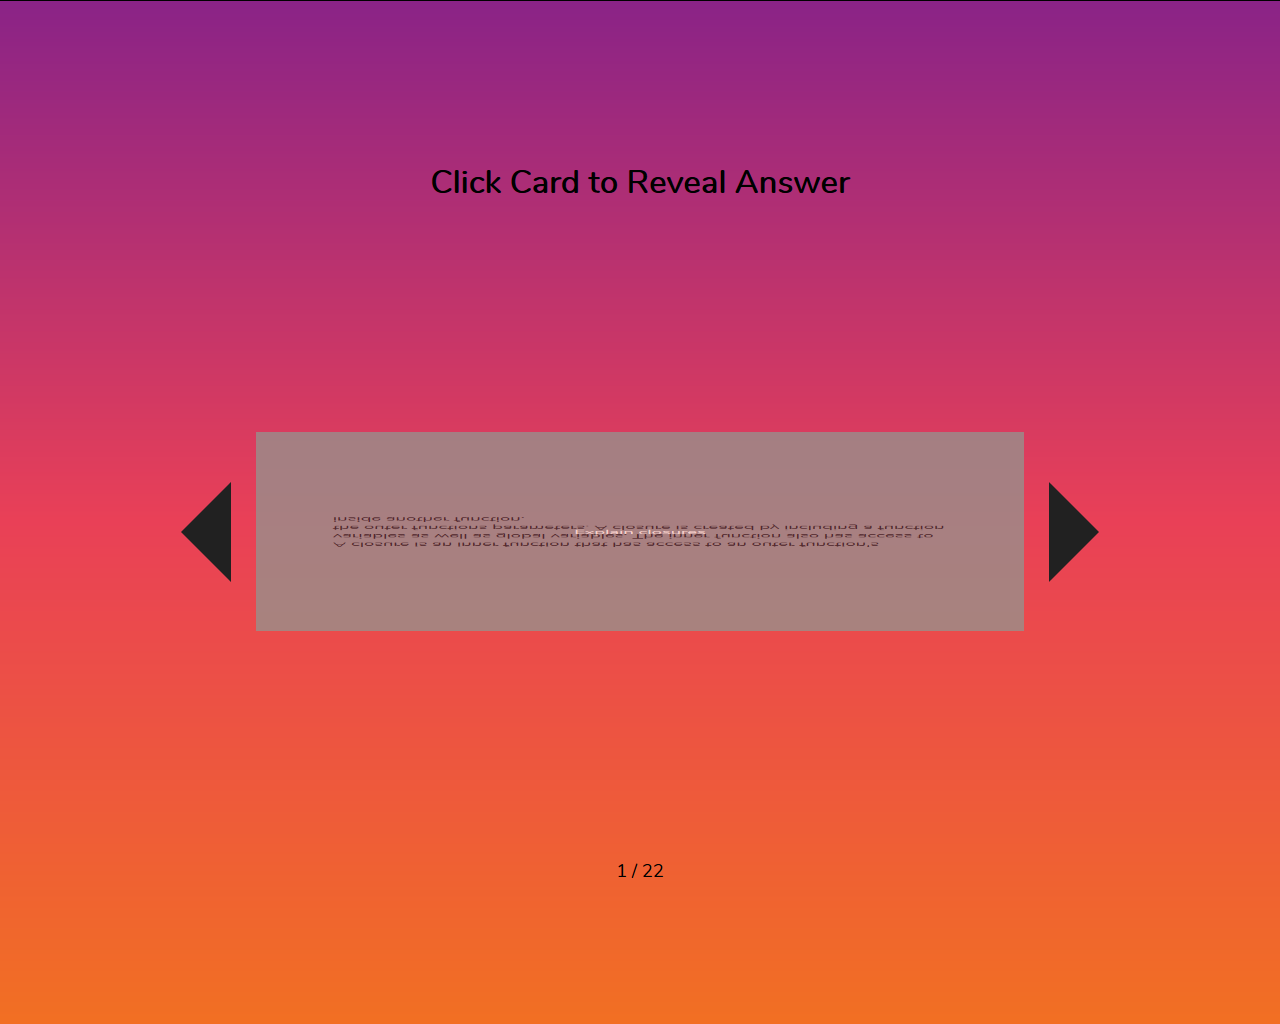 Click Card to Reveal Answer
A closure is an inner function that has access to an outer function's
variables as well as global variables. The inner function also has access to
the outer functions parameters. A closure is created by including a function
inside another function.
1 / 22